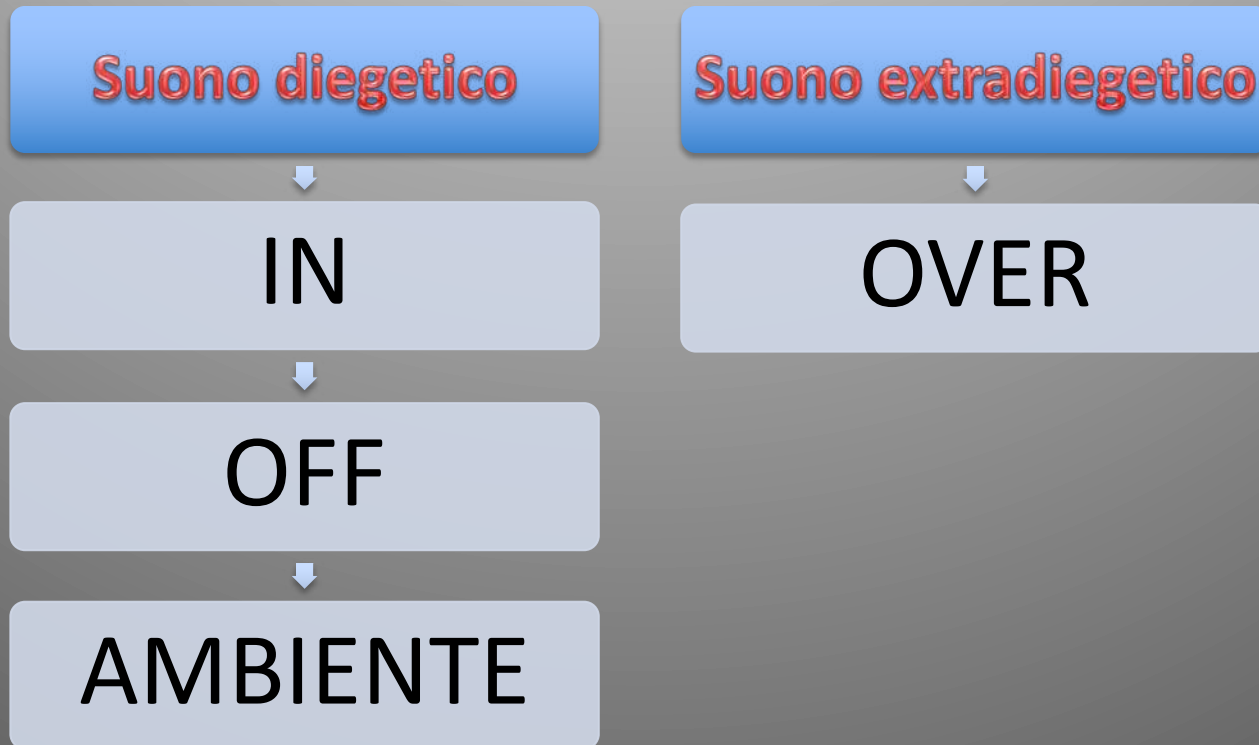 Suono diegetico
IN
OFF
AMBIENTE
Suono extradiegetico
OVER